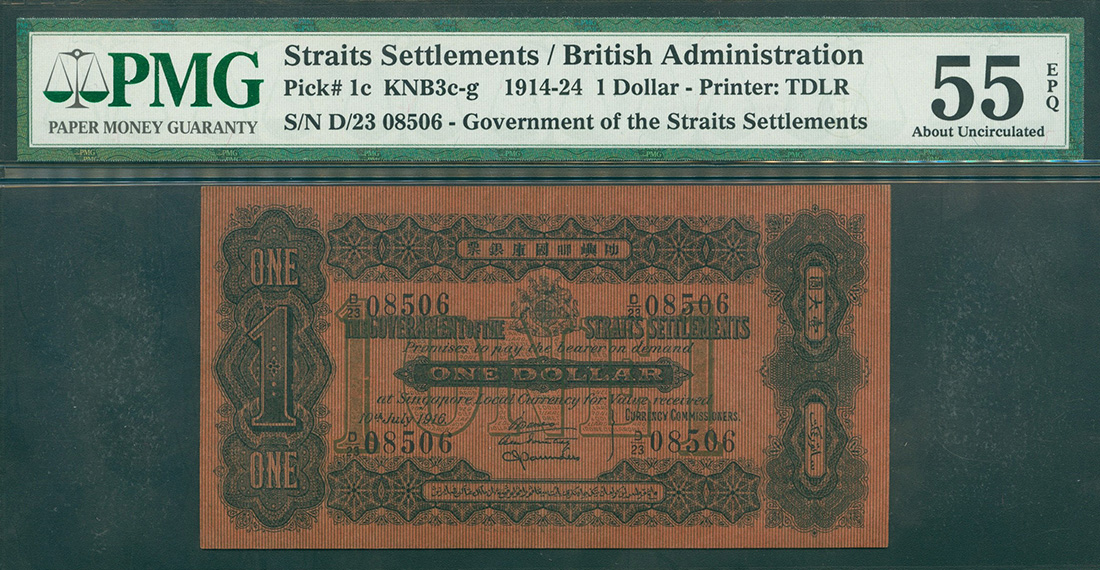 PMG
PAPER MONEY GUARANTY
Straits Settlements / British Administration
Pick# 1c KNB3c-g 1914-24 1 Dollar - Printer: TDLR
S/N D/23 08506 - Government of the Straits Settlements
55
EPQ
About Uncirculated
ONE
1
ONE
D/23 08506
D/23 08506
THE GOVERNMENT OF THE STRAITS SETTLEMENTS
Promises to pay the bearer on demand
ONE DOLLAR
at Singapore Local Currency for Value received
10th July 1916.
CURRENCY COMMISSIONERS.
D/23 08506
D/23 08506